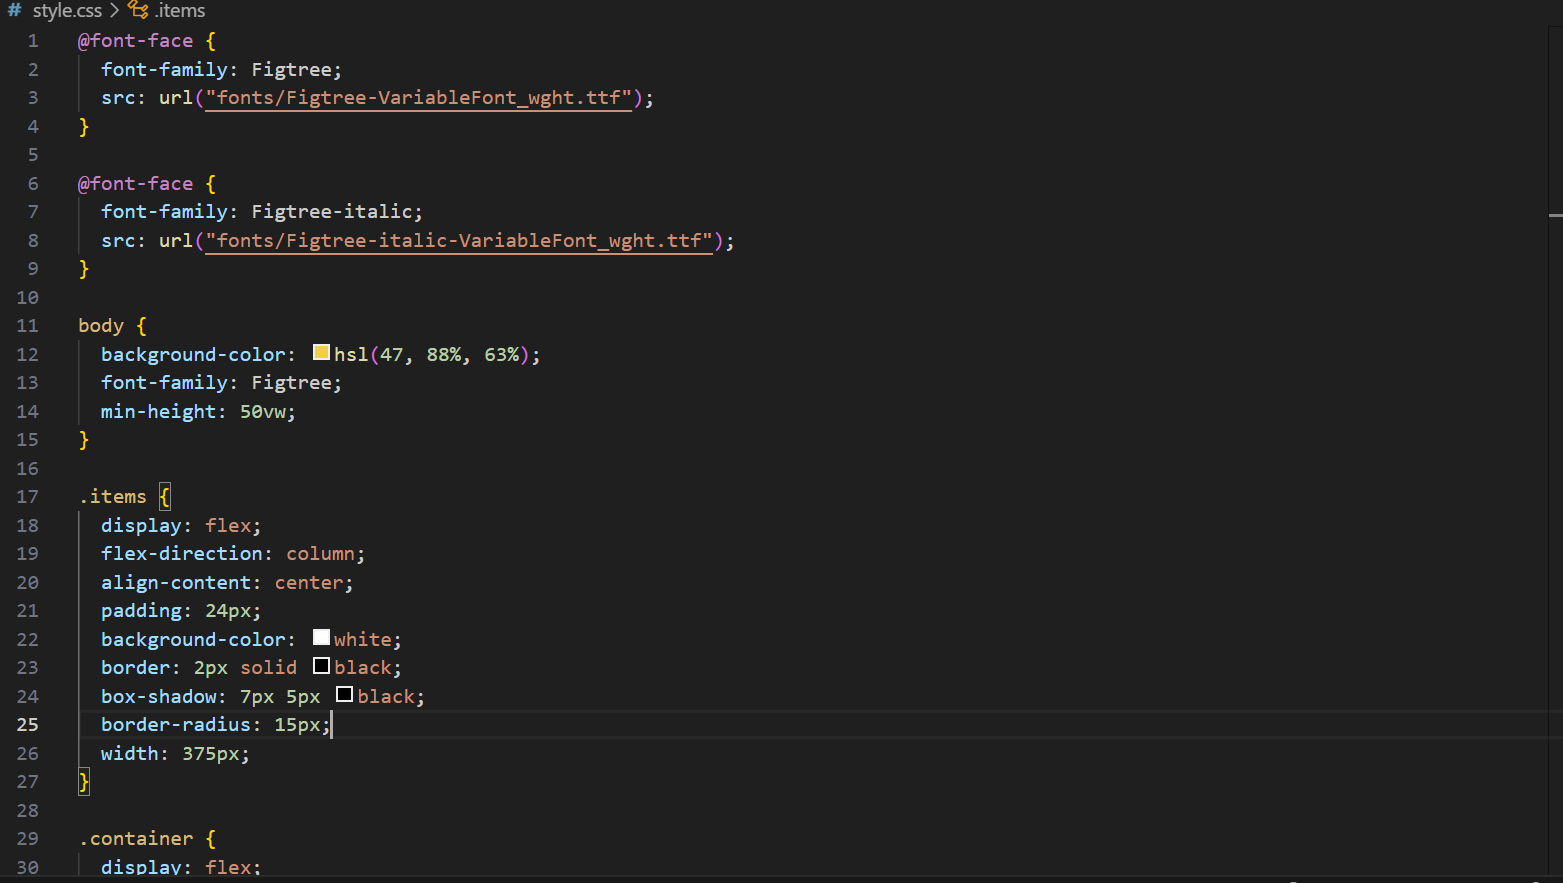 # style.css > .items
1 @font-face {
2 font-family: Figtree;
3 src: url("fonts/Figtree-VariableFont_wght.ttf");
4 }
5
6 @font-face {
7 font-family: Figtree-italic;
8 src: url("fonts/Figtree-italic-VariableFont_wght.ttf");
9 }
10
11 body {
12 background-color: hsl(47, 88%, 63%);
13 font-family: Figtree;
14 min-height: 50vw;
15 }
16
17 .items {
18 display: flex;
19 flex-direction: column;
20 align-content: center;
21 padding: 24px;
22 background-color: white;
23 border: 2px solid black;
24 box-shadow: 7px 5px black;
25 border-radius: 15px;
26 width: 375px;
27 }
28
29 .container {
30 display: flex;